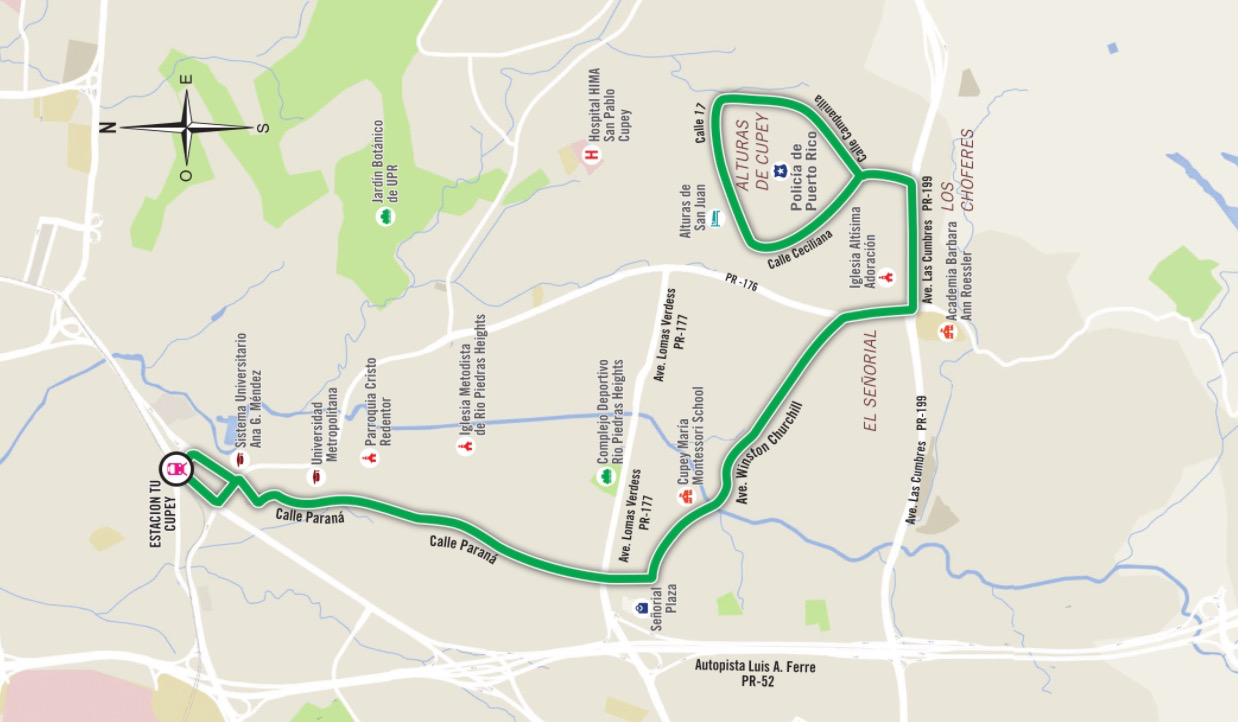 N
E
S
O
Jardín Botánico
de UPR
Hospital HIMA
San Pablo
Cupey
Calle 17
ALTURAS
DE CUPEY
Policía de
Puerto Rico
Calle Campanilla
Alturas de
San Juan
Calle Ceciliana
Iglesia Altísima
Adoración
Ave. Las Cumbres PR-199
LOS
CHOFERES
Academia Barbara
Ann Roessler
PR -176
Ave. Lomas Verdess
PR-177
EL SEÑORIAL
Sistema Universitario
Ana G. Méndez
Universidad
Metropolitana
Parroquia Cristo
Redentor
Iglesia Metodista
de Rio Piedras Heights
Complejo Deportivo
Rio Piedras Heights
Cupey María
Montessori School
Ave. Winsfon Churchill
Ave. Las Cumbres PR-199
ESTACION TU
CUPEY
Calle Paraná
Calle Paraná
Ave. Lomas Verdess
PR-177
Señorial
Plaza
Autopista Luis A. Ferre
PR-52
H